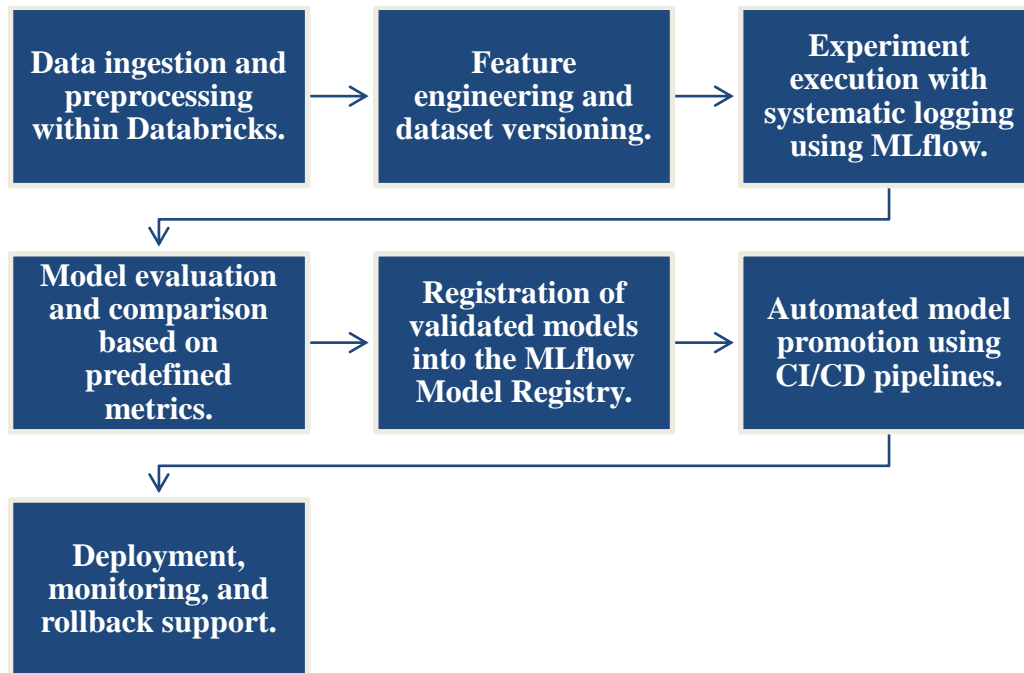 Data ingestion and
preprocessing
within Databricks.
Feature
engineering and
dataset versioning.
Experiment
execution with
systematic logging
using MLflow.
Model evaluation
and comparison
based on
predefined
metrics.
Registration of
validated models
into the MLflow
Model Registry.
Automated model
promotion using
CI/CD pipelines.
Deployment,
monitoring, and
rollback support.